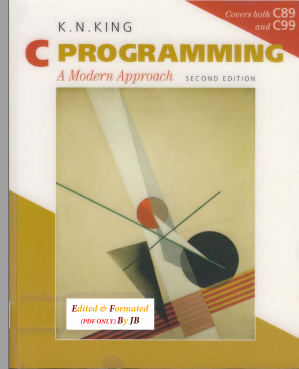 Covers both C89
and C99
K.N.KING
C PROGRAMMING
A Modern Approach SECOND EDITION
Edited & Formated
(PDF ONLY) By JB